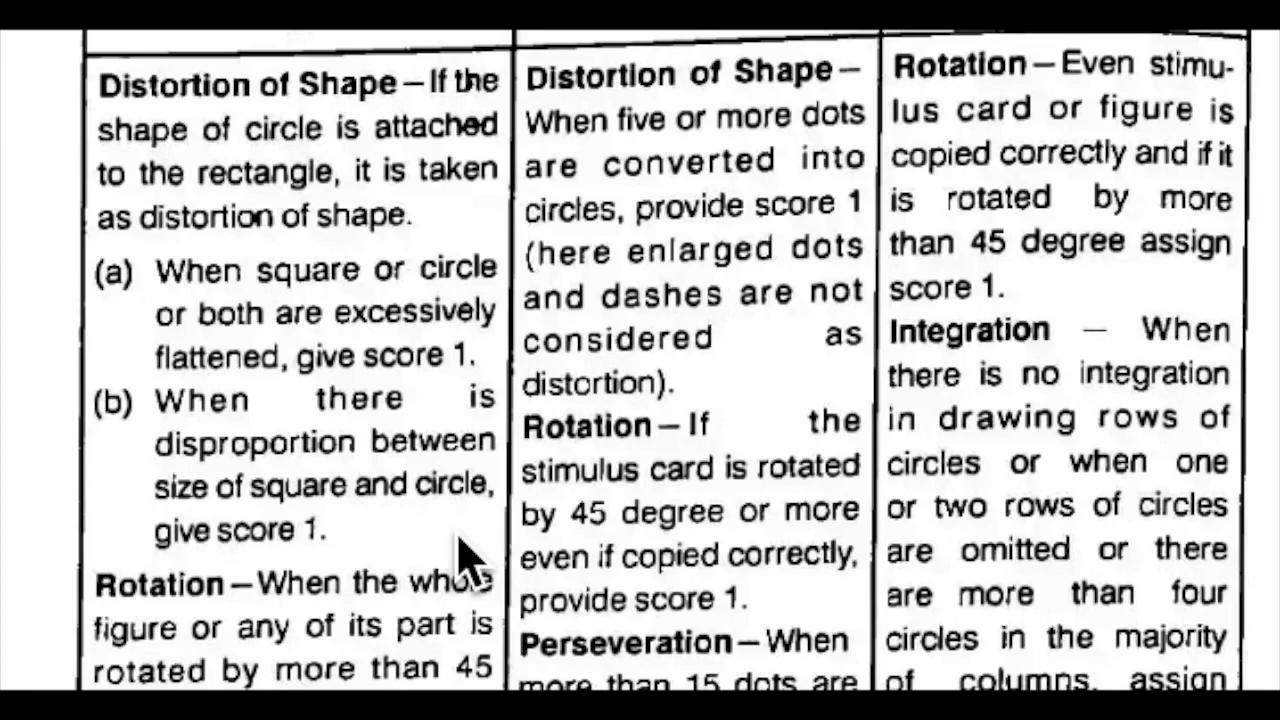 Distortion of Shape – If the
shape of circle is attached
to the rectangle, it is taken
as distortion of shape.
(a) When square or circle
or both are excessively
flattened, give score 1.
(b) When there is
disproportion between
size of square and circle,
give score 1.
Rotation – When the whole
figure or any of its part is
rotated by more than 45
Distortion of Shape –
When five or more dots
are converted into
circles, provide score 1
(here enlarged dots
and dashes are not
considered as
distortion).
Rotation – If the
stimulus card is rotated
by 45 degree or more
even if copied correctly,
provide score 1.
Perseveration – When
more than 15 dots are
Rotation – Even stimu-
lus card or figure is
copied correctly and if it
is rotated by more
than 45 degree assign
score 1.
Integration – When
there is no integration
in drawing rows of
circles or when one
or two rows of circles
are omitted or there
are more than four
circles in the majority
of columns, assign